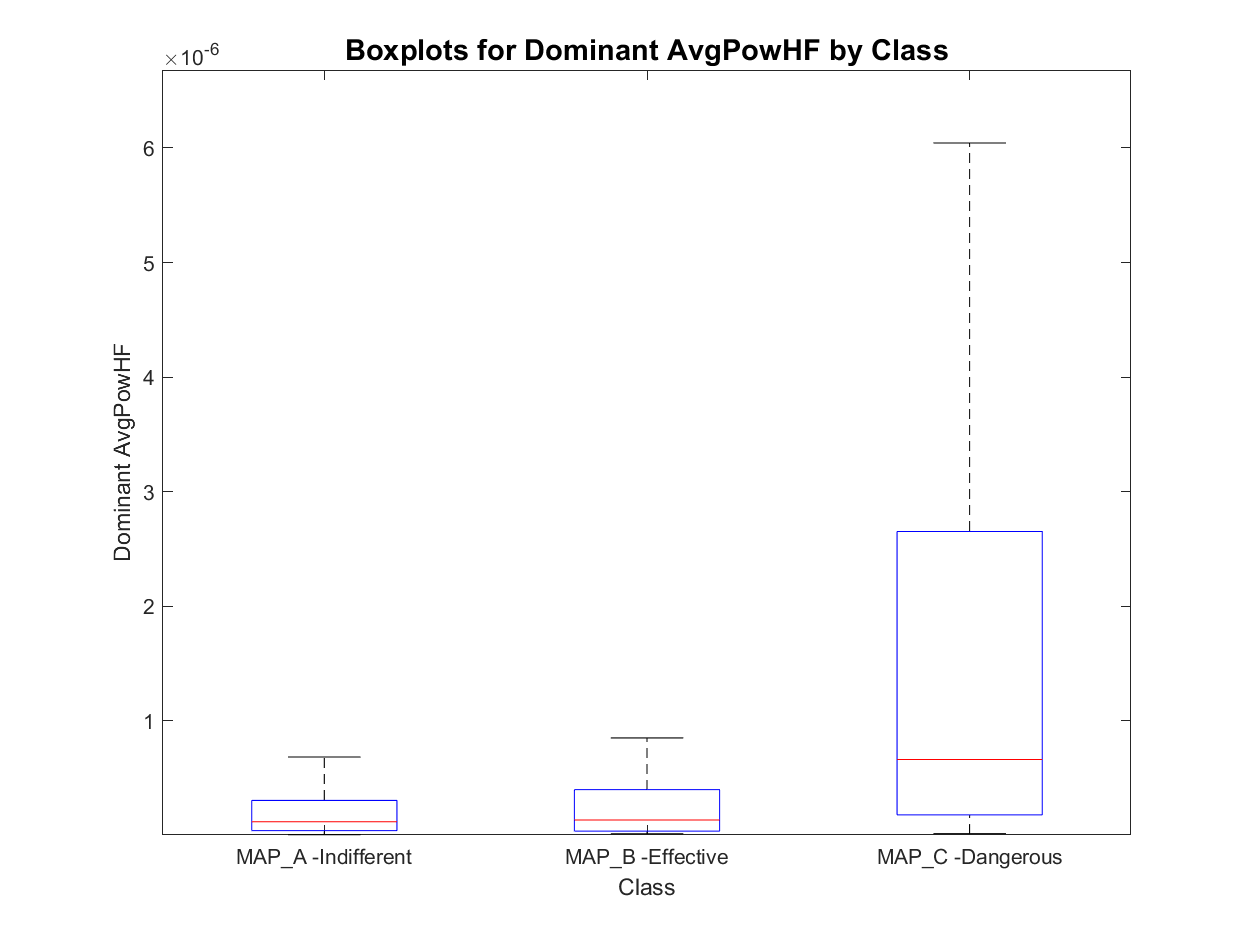 Boxplots for Dominant AvgPowHF by Class
×10-6
6
5
4
3
2
1
Dominant AvgPowHF
MAP_A -Indifferent MAP_B -Effective MAP_C -Dangerous
Class